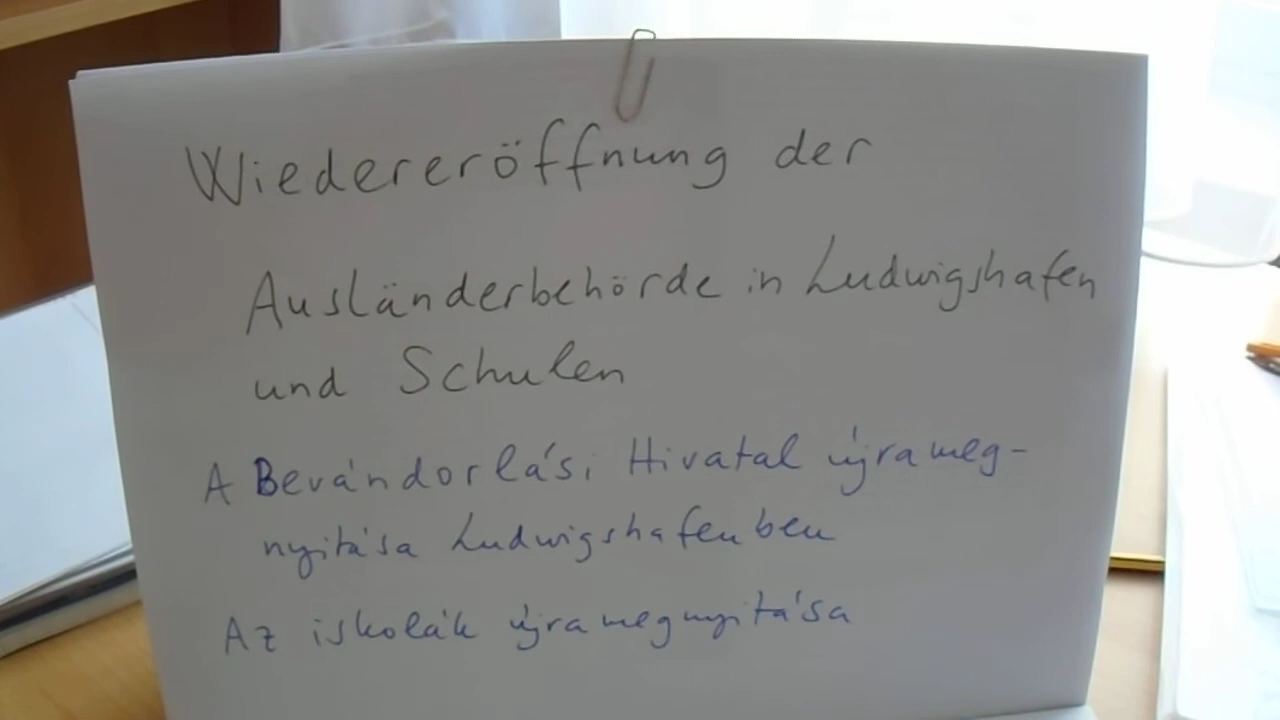 Wiedereröffnung der
Ausländerbehörde in Ludwigshafen
und Schulen
A Bevándorlási Hivatal újrameg-
nyitása Ludwigshafenben
Az iskolák újramegnyitása